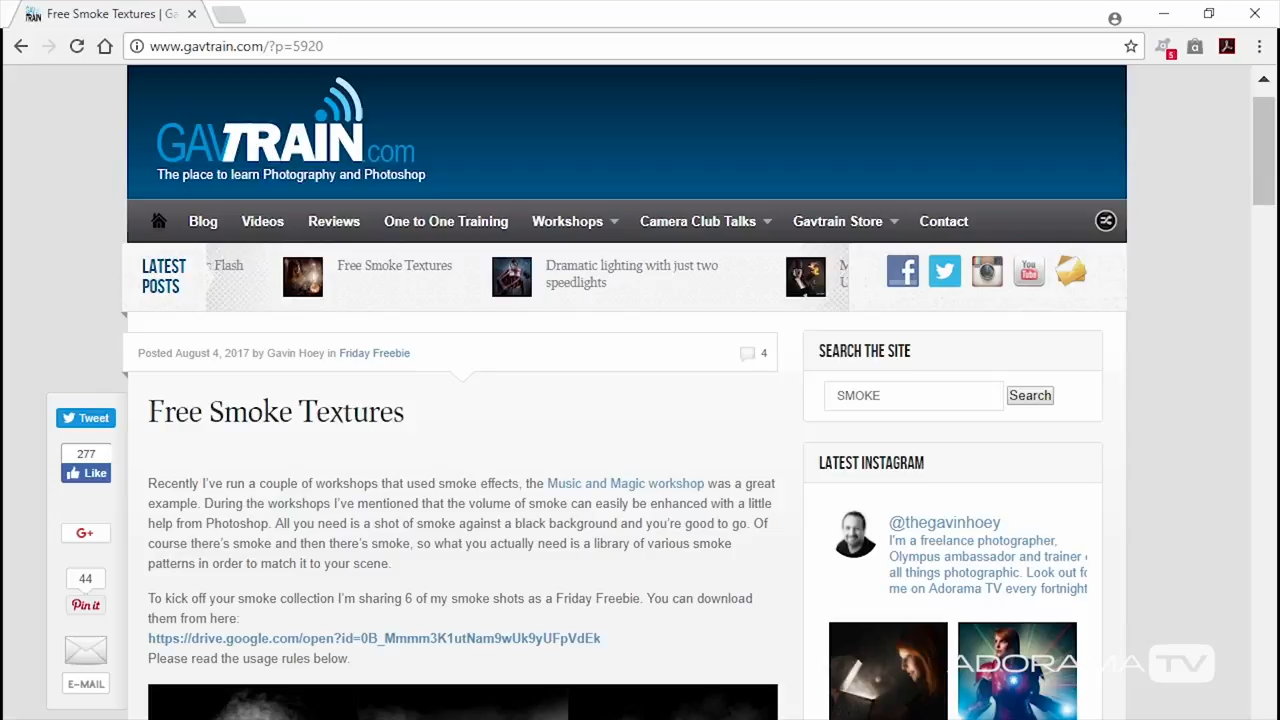 Free Smoke Textures | Ga
www.gavtrain.com/?p=5920
5
a
GAVTRAIN.com
The place to learn Photography and Photoshop
Blog Videos Reviews One to One Training Workshops Camera Club Talks Gavtrain Store Contact
LATEST POSTS
Flash
Free Smoke Textures
Dramatic lighting with just two speedlights
M
U
You Tube
Posted August 4, 2017 by Gavin Hoey in Friday Freebie
4
Tweet
277
Like
G+
44
Pin it
E-MAIL
Free Smoke Textures
Recently I've run a couple of workshops that used smoke effects, the Music and Magic workshop was a great
example. During the workshops I've mentioned that the volume of smoke can easily be enhanced with a little
help from Photoshop. All you need is a shot of smoke against a black background and you're good to go. Of
course there's smoke and then there's smoke, so what you actually need is a library of various smoke
patterns in order to match it to your scene.
To kick off your smoke collection I'm sharing 6 of my smoke shots as a Friday Freebie. You can download
them from here:
https://drive.google.com/open?id=0B_Mmmm3K1utNam9wUk9yUFpVdEk
Please read the usage rules below.
SEARCH THE SITE
SMOKE
Search
LATEST INSTAGRAM
@thegavinhoey
I'm a freelance photographer,
Olympus ambassador and trainer
all things photographic. Look out fo
me on Adorama TV every fortnight
ADORAMA TV